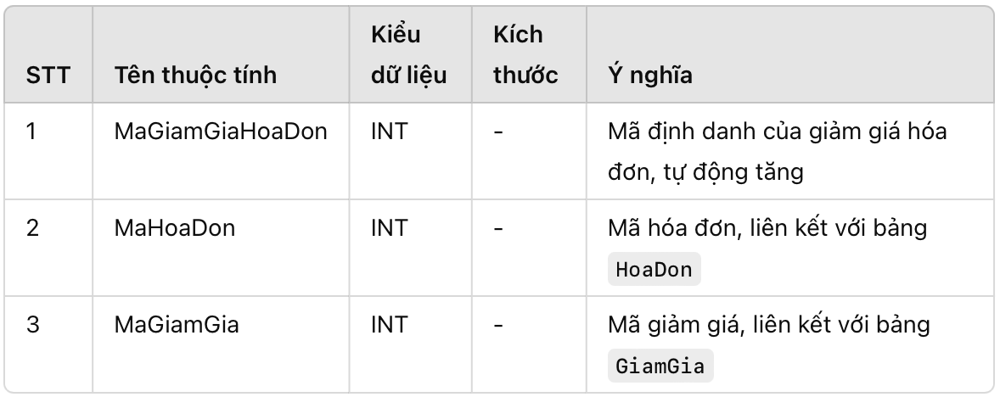 STT Tên thuộc tính Kiểu dữ liệu Kích thước Ý nghĩa
1 MaGiamGiaHoaDon INT - Mã định danh của giảm giá hóa
đơn, tự động tăng
2 MaHoaDon INT - Mã hóa đơn, liên kết với bảng
HoaDon
3 MaGiamGia INT - Mã giảm giá, liên kết với bảng
GiamGia